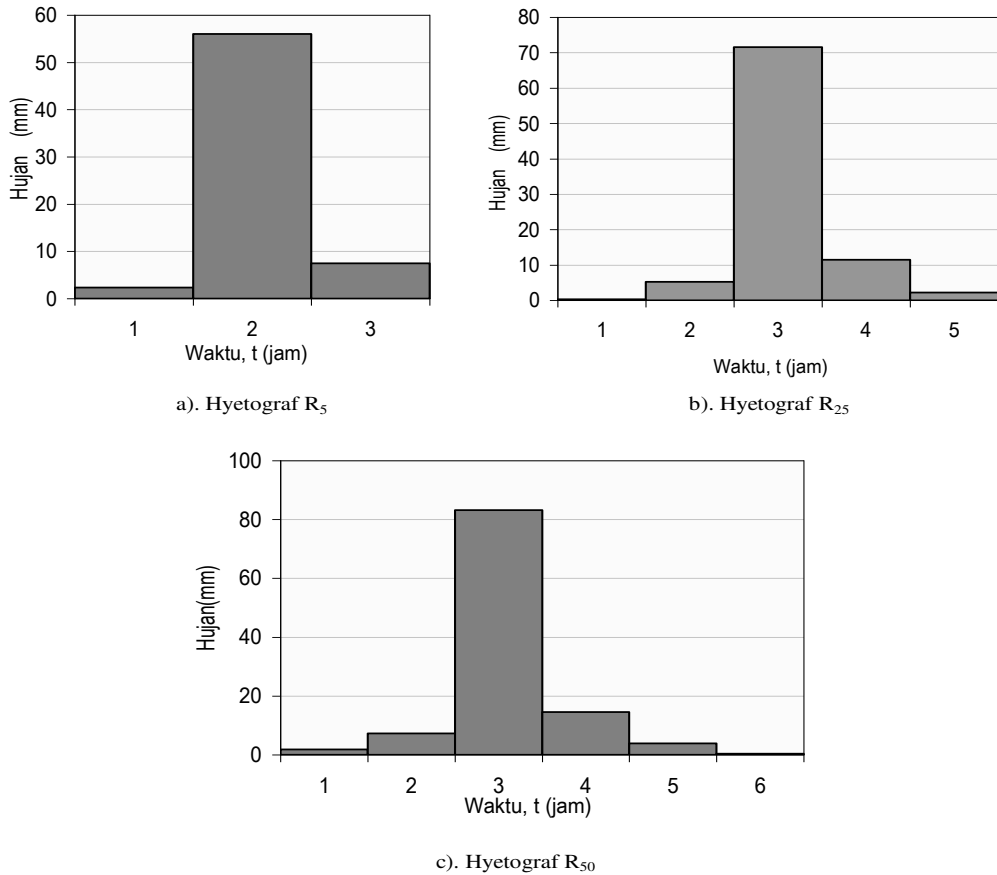 60
50
40
30
20
10
0
Hujan (mm)
1 2 3
Waktu, t (jam)
a). Hyetograf R₅
80
70
60
50
40
30
20
10
0
Hujan (mm)
1 2 3 4 5
Waktu, t (jam)
b). Hyetograf R₂₅
100
80
60
40
20
0
Hujan(mm)
1 2 3 4 5 6
Waktu, t (jam)
c). Hyetograf R₅₀